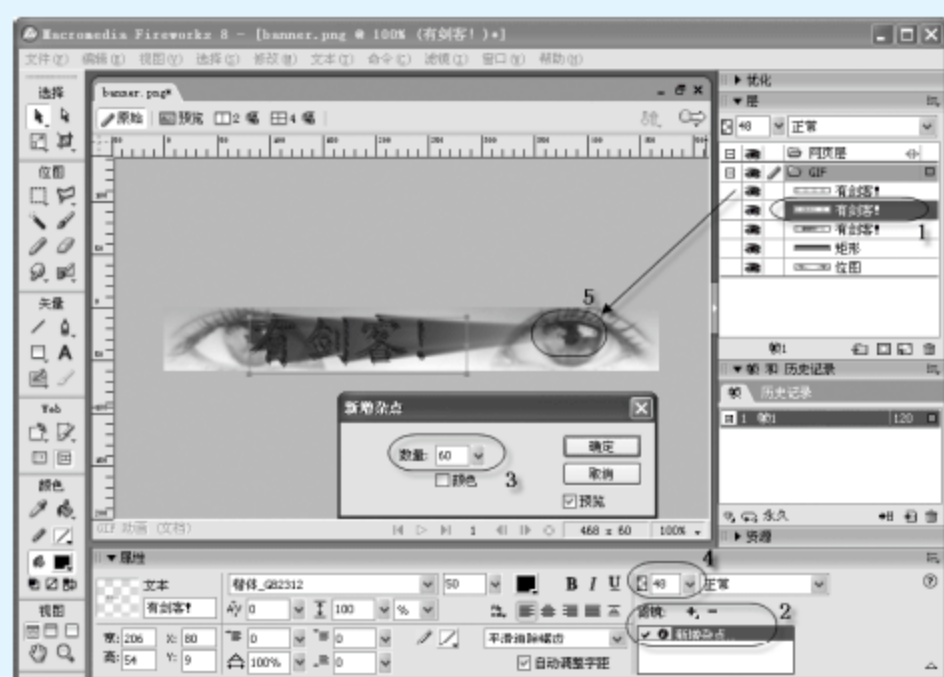 Macromedia Fireworks 8 - [banner.png @ 100% (有剑客!)*]
文件(F) 编辑(E) 视图(V) 选择(S) 修改(M) 文本(T) 命令(C) 滤镜(I) 窗口(W) 帮助(H)
选择
位图
矢量
Web
颜色
视图
banner.png*
原始 预览 2 幅 4 幅
有剑客!
5
新增杂点
数量: 60
颜色
3
确定
取消
预览
GIF 动画 (文档)
1
468 x 60
100%
优化
层
48 正常
网页层
GIF
有剑客!
有剑客!
1
有剑客!
矩形
位图
帧1
帧 和 历史记录
帧 历史记录
1 帧1 120
永久
资源
属性
文本
有剑客!
楷体_GB2312 50 B I U
4
48 正常
0 100 %
滤镜: + -
2
新增杂点...
宽: 206 X: 80
高: 54 Y: 9
0 0
100% 0
平滑消除锯齿
自动调整字距